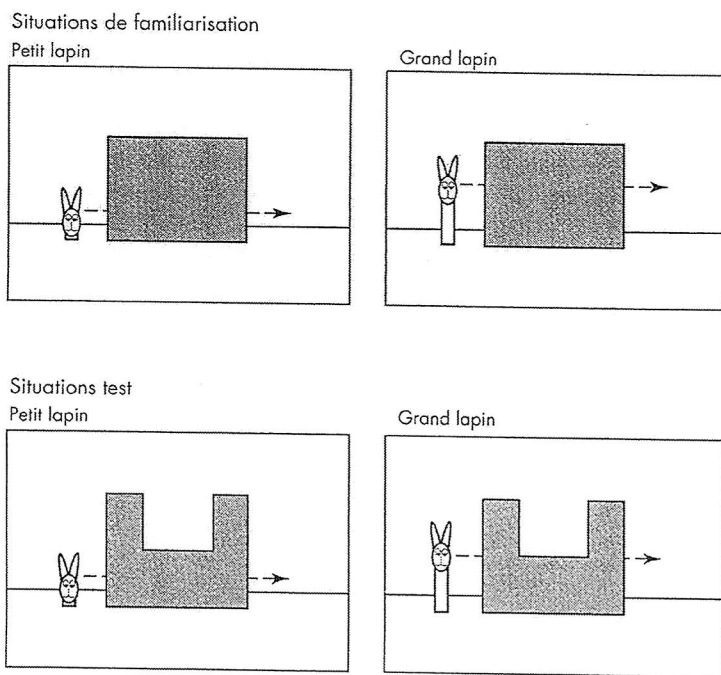 Situations de familiarisation
Petit lapin
Grand lapin
Situations test
Petit lapin
Grand lapin